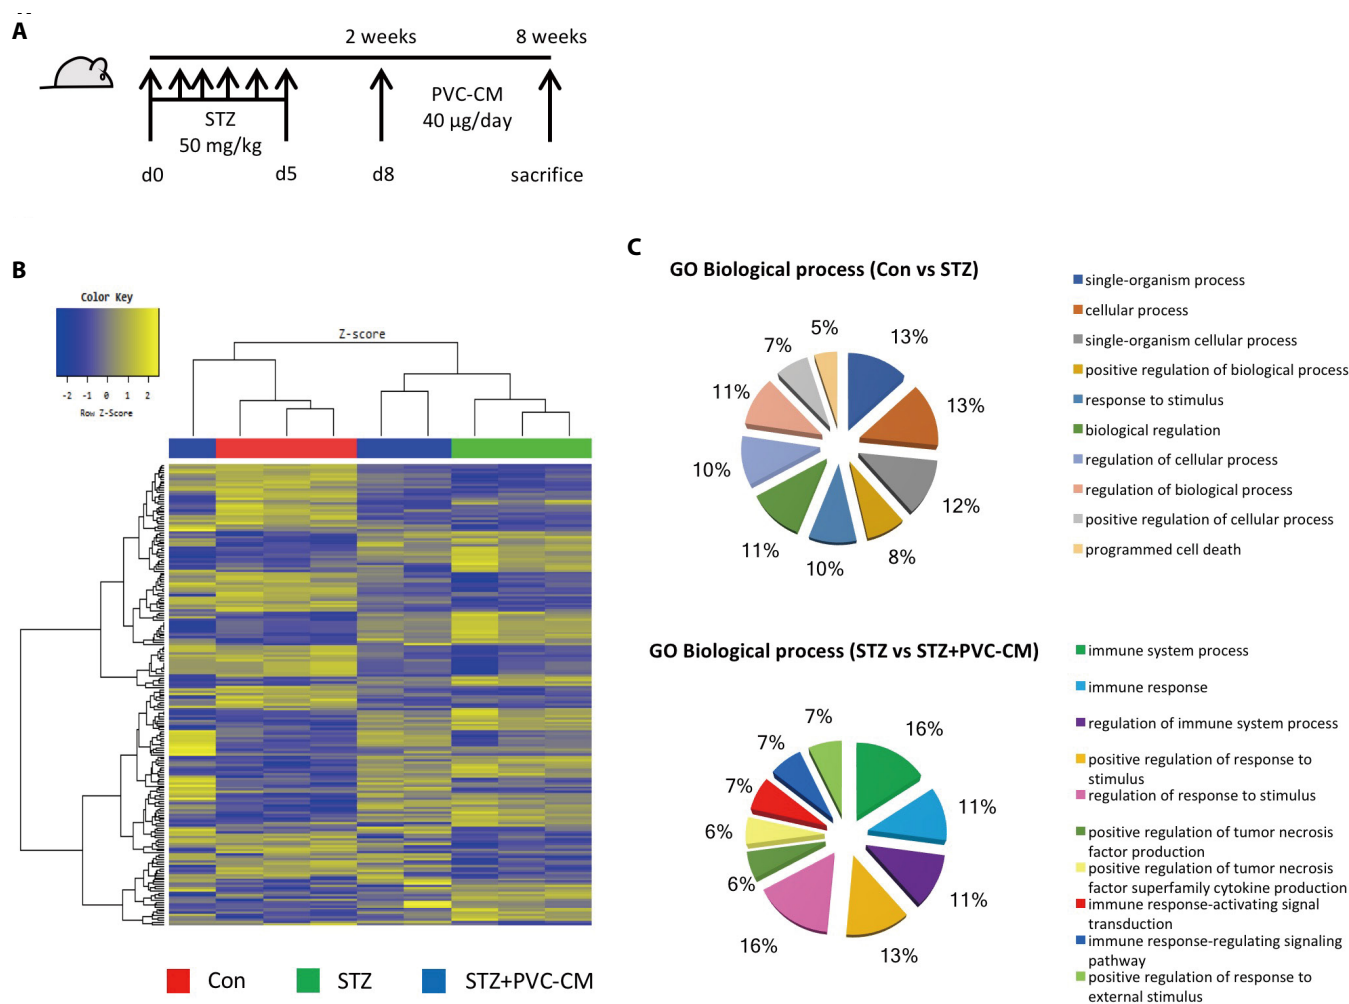 A
2 weeks
8 weeks
STZ
50 mg/kg
PVC-CM
40 µg/day
d0
d5
d8
sacrifice
B
Color Key
-2 -1 0 1 2
Row Z-Score
Z-score
Con
STZ
STZ+PVC-CM
C
GO Biological process (Con vs STZ)
5%
13%
7%
11%
13%
10%
12%
11%
10%
8%
single-organism process
cellular process
single-organism cellular process
positive regulation of biological process
response to stimulus
biological regulation
regulation of cellular process
regulation of biological process
positive regulation of cellular process
programmed cell death
GO Biological process (STZ vs STZ+PVC-CM)
7%
16%
7%
7%
11%
6%
6%
11%
16%
13%
immune system process
immune response
regulation of immune system process
positive regulation of response to
stimulus
regulation of response to stimulus
positive regulation of tumor necrosis
factor production
positive regulation of tumor necrosis
factor superfamily cytokine production
immune response-activating signal
transduction
immune response-regulating signaling
pathway
positive regulation of response to
external stimulus